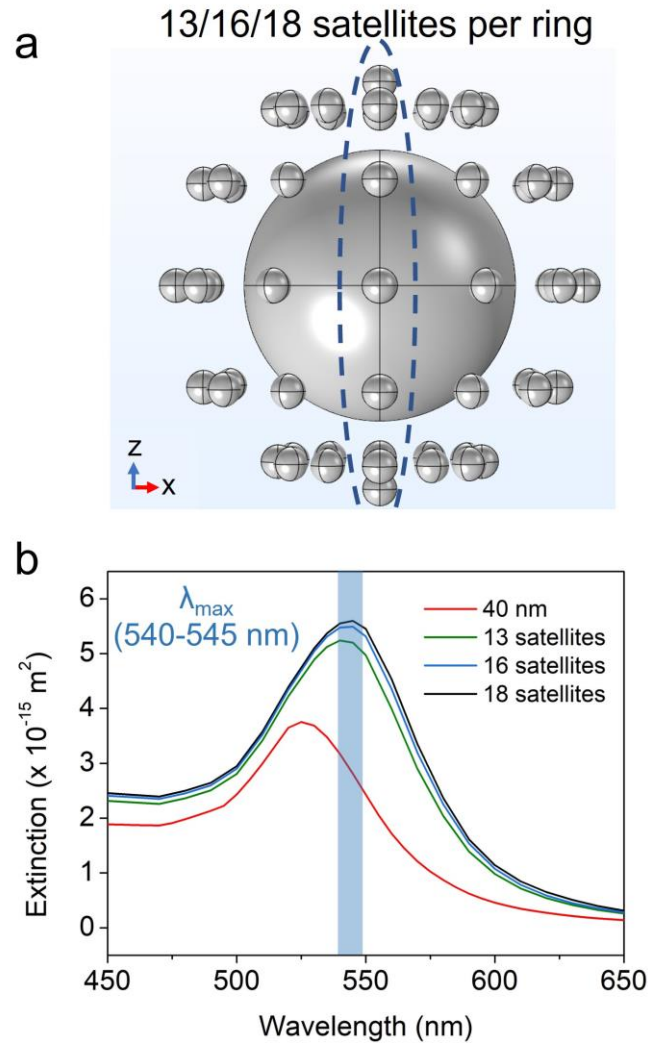 13/16/18 satellites per ring
a
z
x
b
λmax
(540-545 nm)
40 nm
13 satellites
16 satellites
18 satellites
Extinction (x 10⁻¹⁵ m²)
6
5
4
3
2
1
0
450
500
550
600
650
Wavelength (nm)